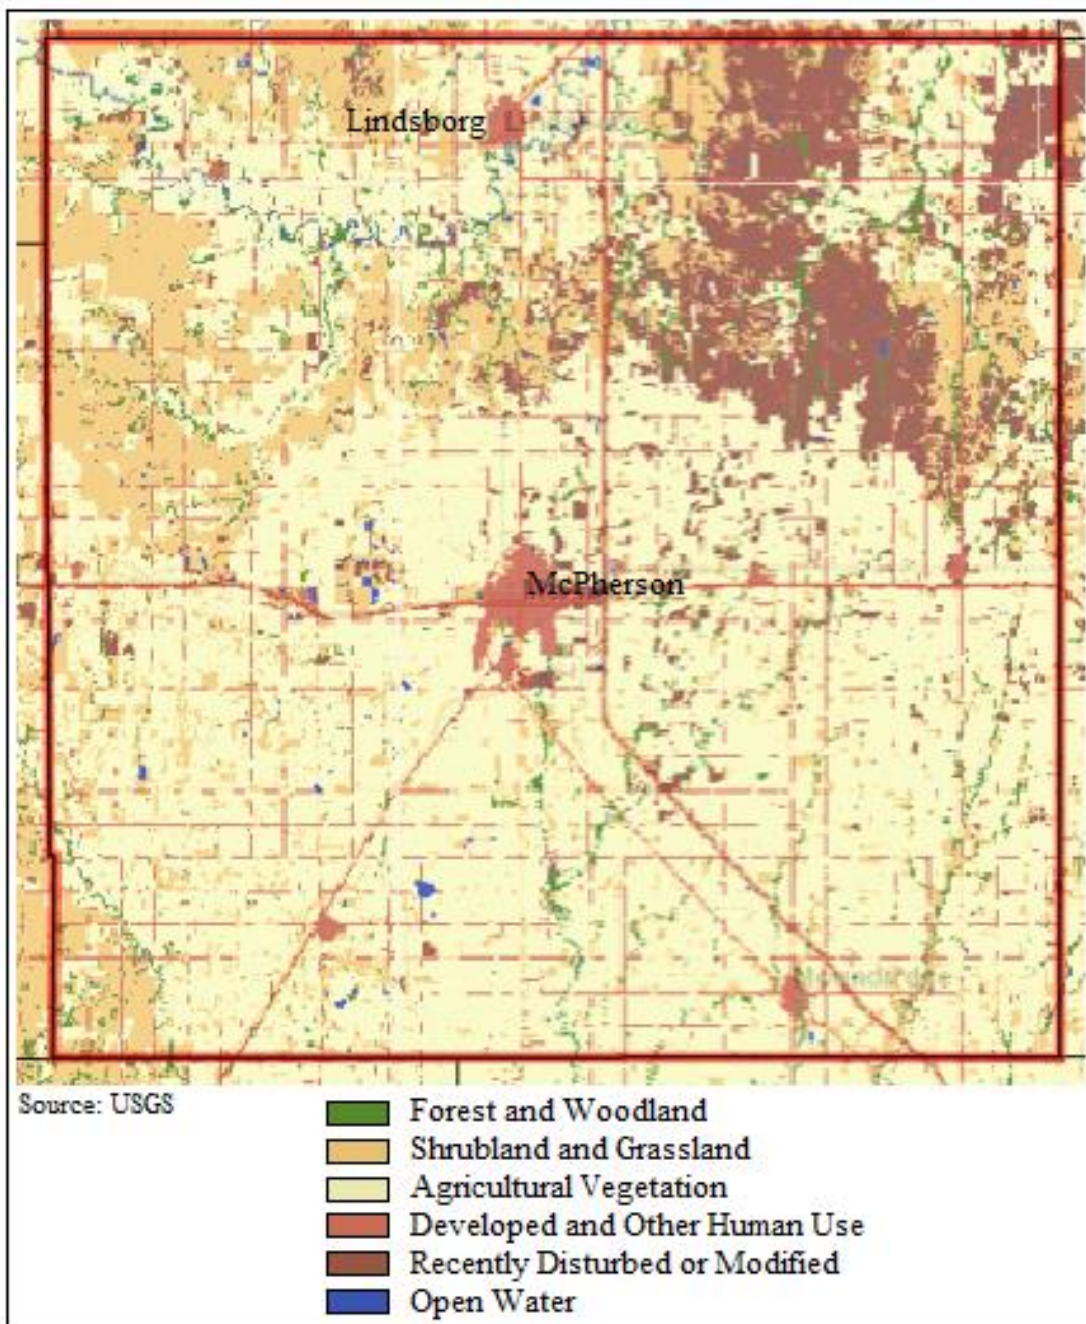 Lindsborg
McPherson
Source: USGS
Forest and Woodland
Shrubland and Grassland
Agricultural Vegetation
Developed and Other Human Use
Recently Disturbed or Modified
Open Water